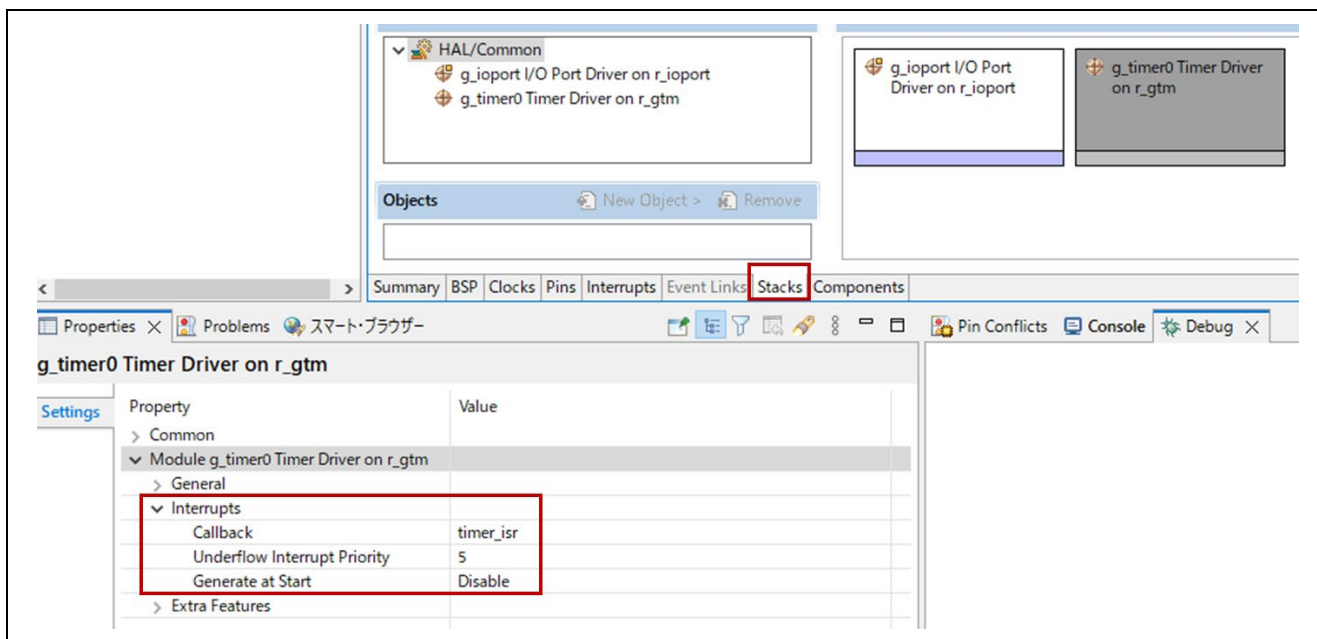 HAL/Common
g_ioport I/O Port Driver on r_ioport
g_timer0 Timer Driver on r_gtm
g_ioport I/O Port
Driver on r_ioport
g_timer0 Timer Driver
on r_gtm
Objects
New Object >
Remove
Summary BSP Clocks Pins Interrupts Event Links Stacks Components
Properties Problems スマート・ブラウザー
Pin Conflicts Console Debug
g_timer0 Timer Driver on r_gtm
Settings
Property Value
Common
Module g_timer0 Timer Driver on r_gtm
General
Interrupts
Callback timer_isr
Underflow Interrupt Priority 5
Generate at Start Disable
Extra Features